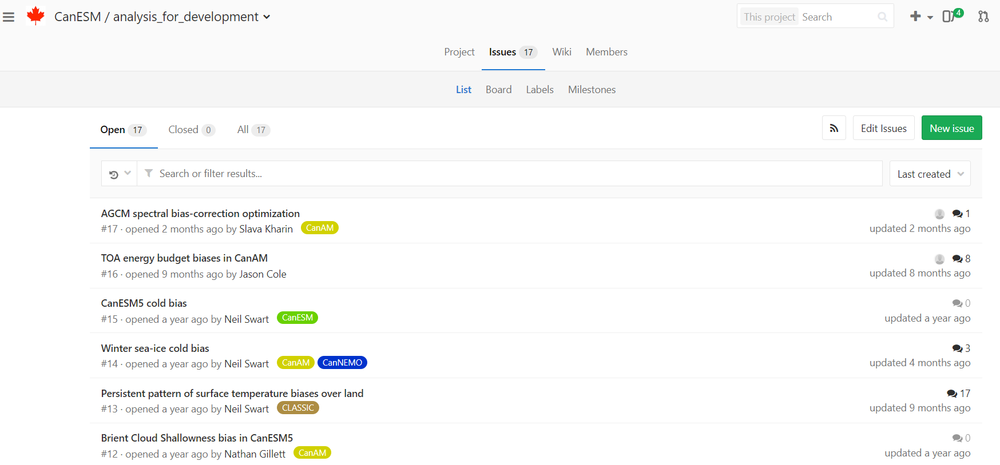 CanESM / analysis_for_development
This project Search
4
Project Issues 17 Wiki Members
List Board Labels Milestones
Open 17 Closed 0 All 17
Edit Issues New issue
Search or filter results...
Last created
AGCM spectral bias-correction optimization
1
#17 · opened 2 months ago by Slava Kharin CanAM
updated 2 months ago
TOA energy budget biases in CanAM
8
#16 · opened 9 months ago by Jason Cole
updated 8 months ago
CanESM5 cold bias
0
#15 · opened a year ago by Neil Swart CanESM
updated a year ago
Winter sea-ice cold bias
3
#14 · opened a year ago by Neil Swart CanAM CanNEMO
updated 4 months ago
Persistent pattern of surface temperature biases over land
17
#13 · opened a year ago by Neil Swart CLASSIC
updated 9 months ago
Brient Cloud Shallowness bias in CanESM5
0
#12 · opened a year ago by Nathan Gillett CanAM
updated a year ago